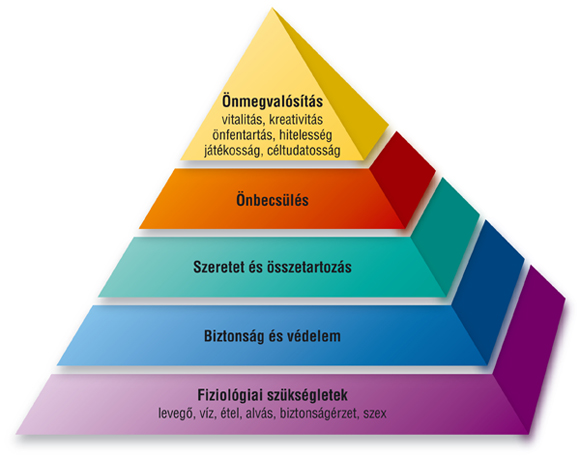 Önmegvalósítás
vitalitás, kreativitás
önfentartás, hitelesség
játékosság, céltudatosság
Önbecsülés
Szeretet és összetartozás
Biztonság és védelem
Fiziológiai szükségletek
levegő, víz, étel, alvás, biztonságérzet, szex